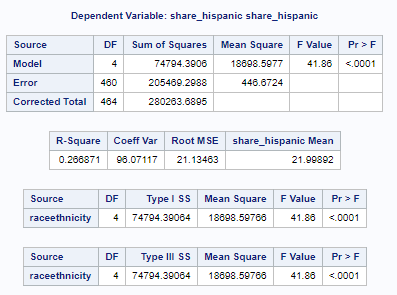 Dependent Variable: share_hispanic share_hispanic
Source DF Sum of Squares Mean Square F Value Pr > F
Model 4 74794.3906 18698.5977 41.86 <.0001
Error 460 205469.2988 446.6724
Corrected Total 464 280263.6895
R-Square Coeff Var Root MSE share_hispanic Mean
0.266871 96.07117 21.13463 21.99892
Source DF Type I SS Mean Square F Value Pr > F
raceethnicity 4 74794.39064 18698.59766 41.86 <.0001
Source DF Type III SS Mean Square F Value Pr > F
raceethnicity 4 74794.39064 18698.59766 41.86 <.0001